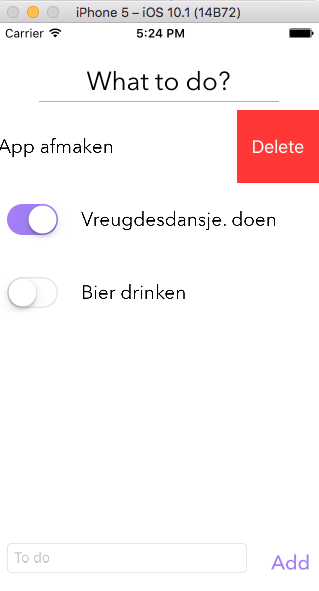 iPhone 5 – iOS 10.1 (14B72)
Carrier 5:24 PM
What to do?
App afmaken Delete
Vreugdesdansje. doen
Bier drinken
To do Add